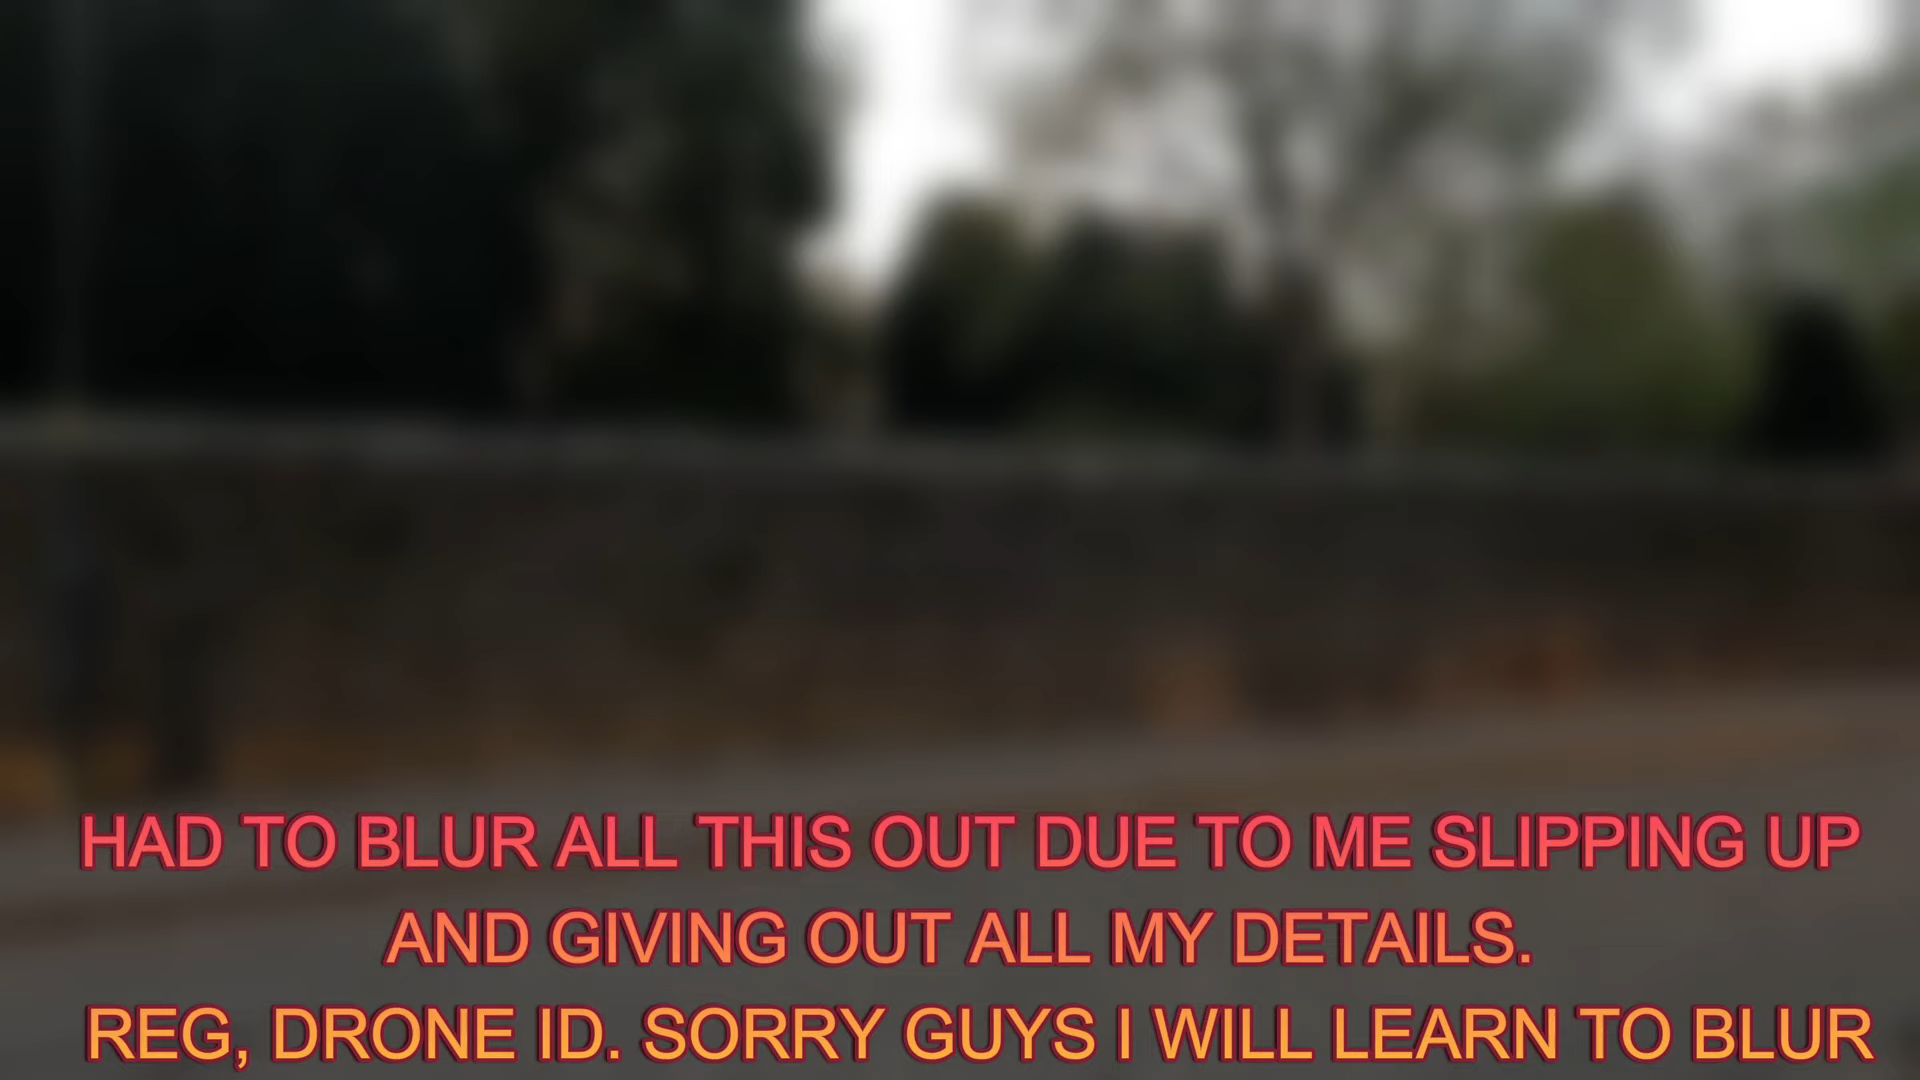 HAD TO BLUR ALL THIS OUT DUE TO ME SLIPPING UP
AND GIVING OUT ALL MY DETAILS.
REG, DRONE ID. SORRY GUYS I WILL LEARN TO BLUR